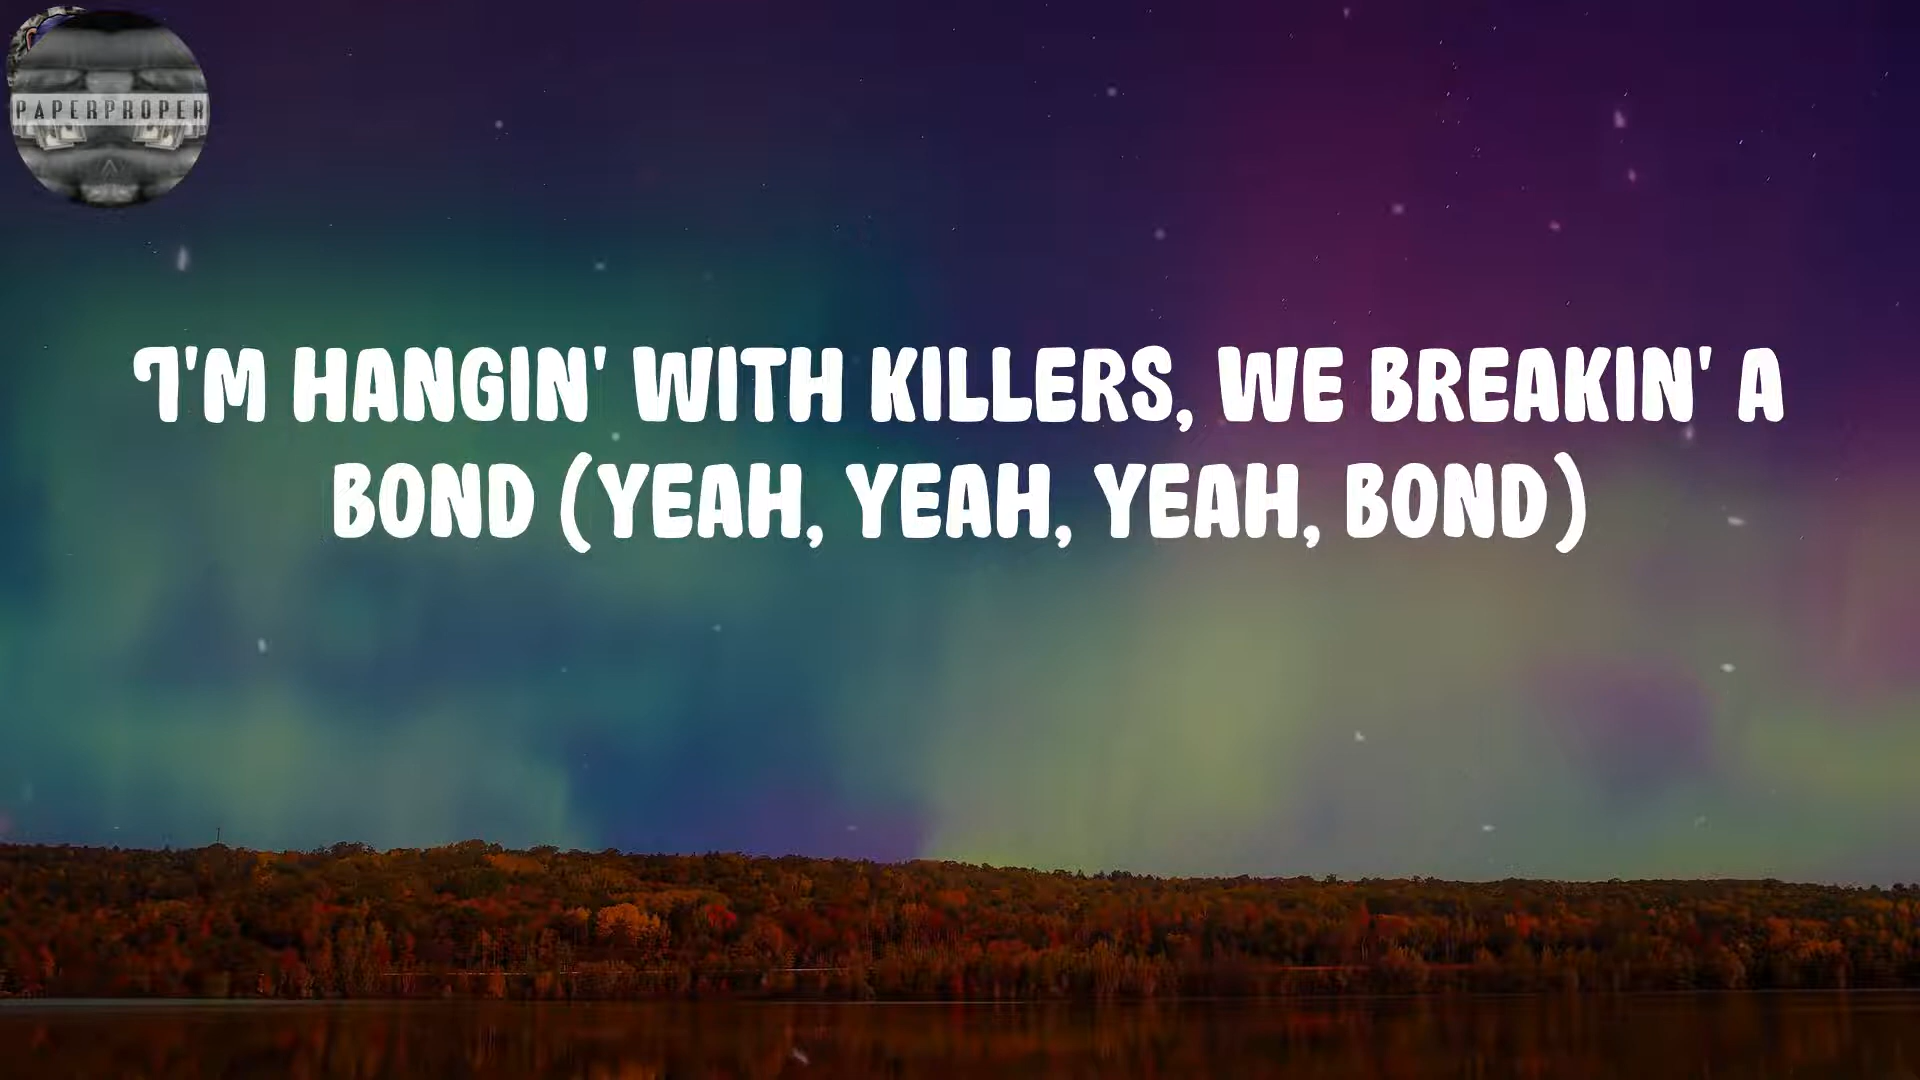 PAPERPROPER
I'M HANGIN' WITH KILLERS, WE BREAKIN' A
BOND (YEAH, YEAH, YEAH, BOND)